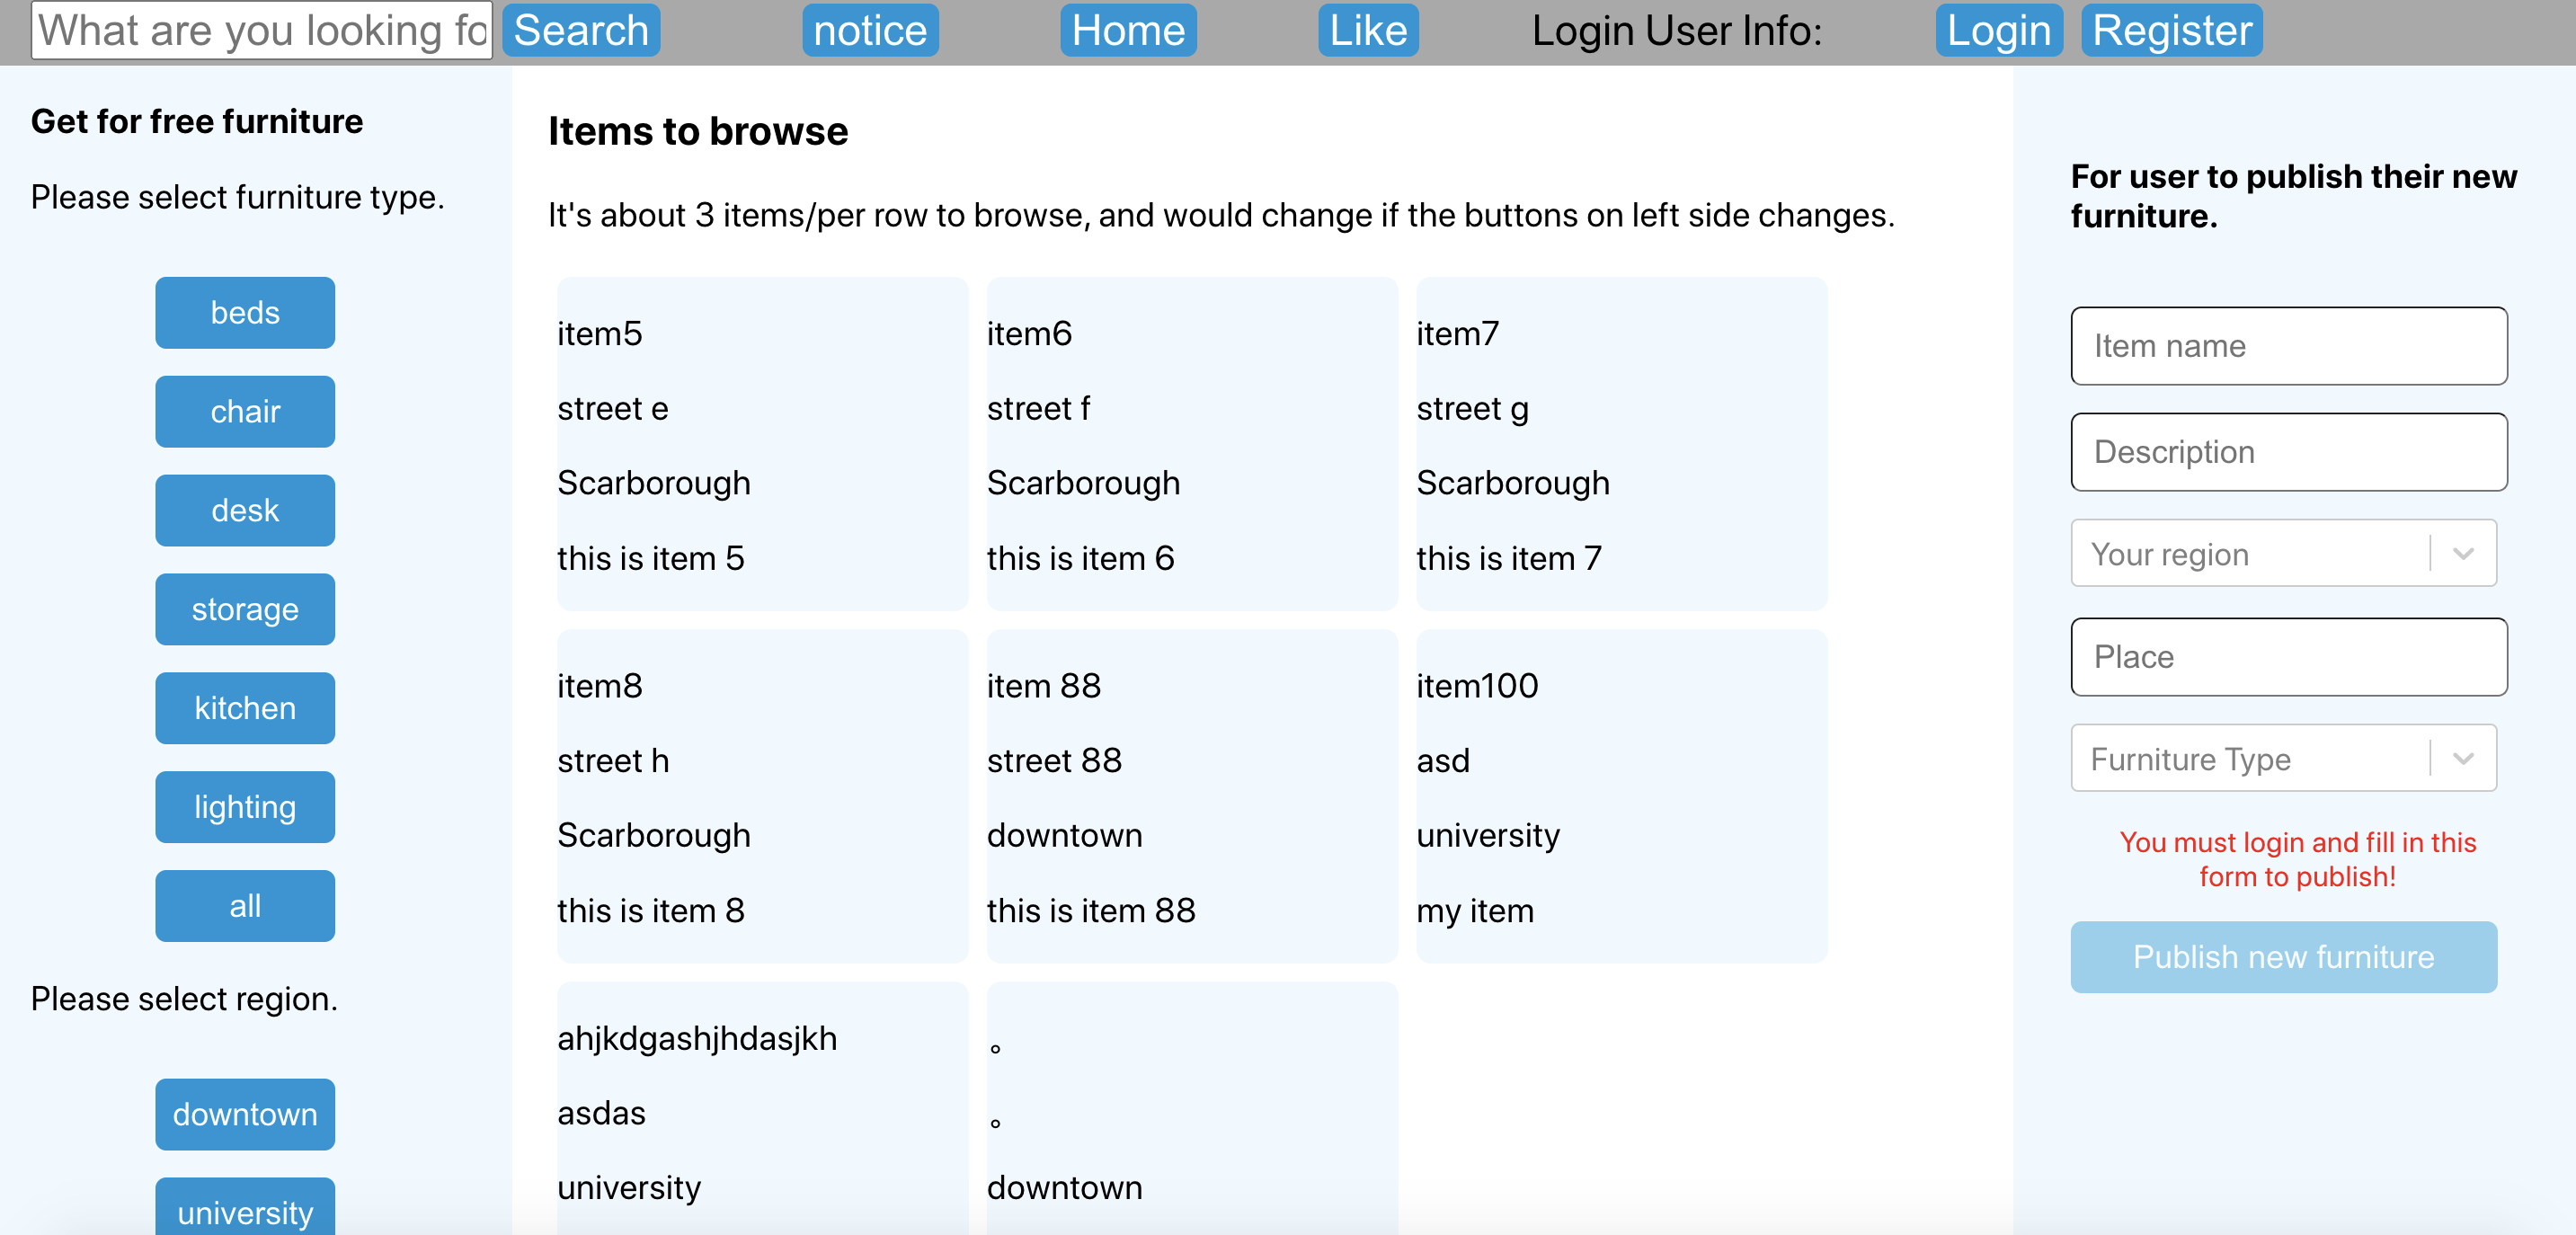 What are you looking fo Search notice Home Like Login User Info: Login Register
Get for free furniture
Please select furniture type.
beds
chair
desk
storage
kitchen
lighting
all
Please select region.
downtown
university
Items to browse
It's about 3 items/per row to browse, and would change if the buttons on left side changes.
item5
street e
Scarborough
this is item 5
item6
street f
Scarborough
this is item 6
item7
street g
Scarborough
this is item 7
item8
street h
Scarborough
this is item 8
item 88
street 88
downtown
this is item 88
item100
asd
university
my item
ahjkdgashjhdasjkh
asdas
university
。
。
downtown
For user to publish their new
furniture.
Item name
Description
Your region
Place
Furniture Type
You must login and fill in this
form to publish!
Publish new furniture